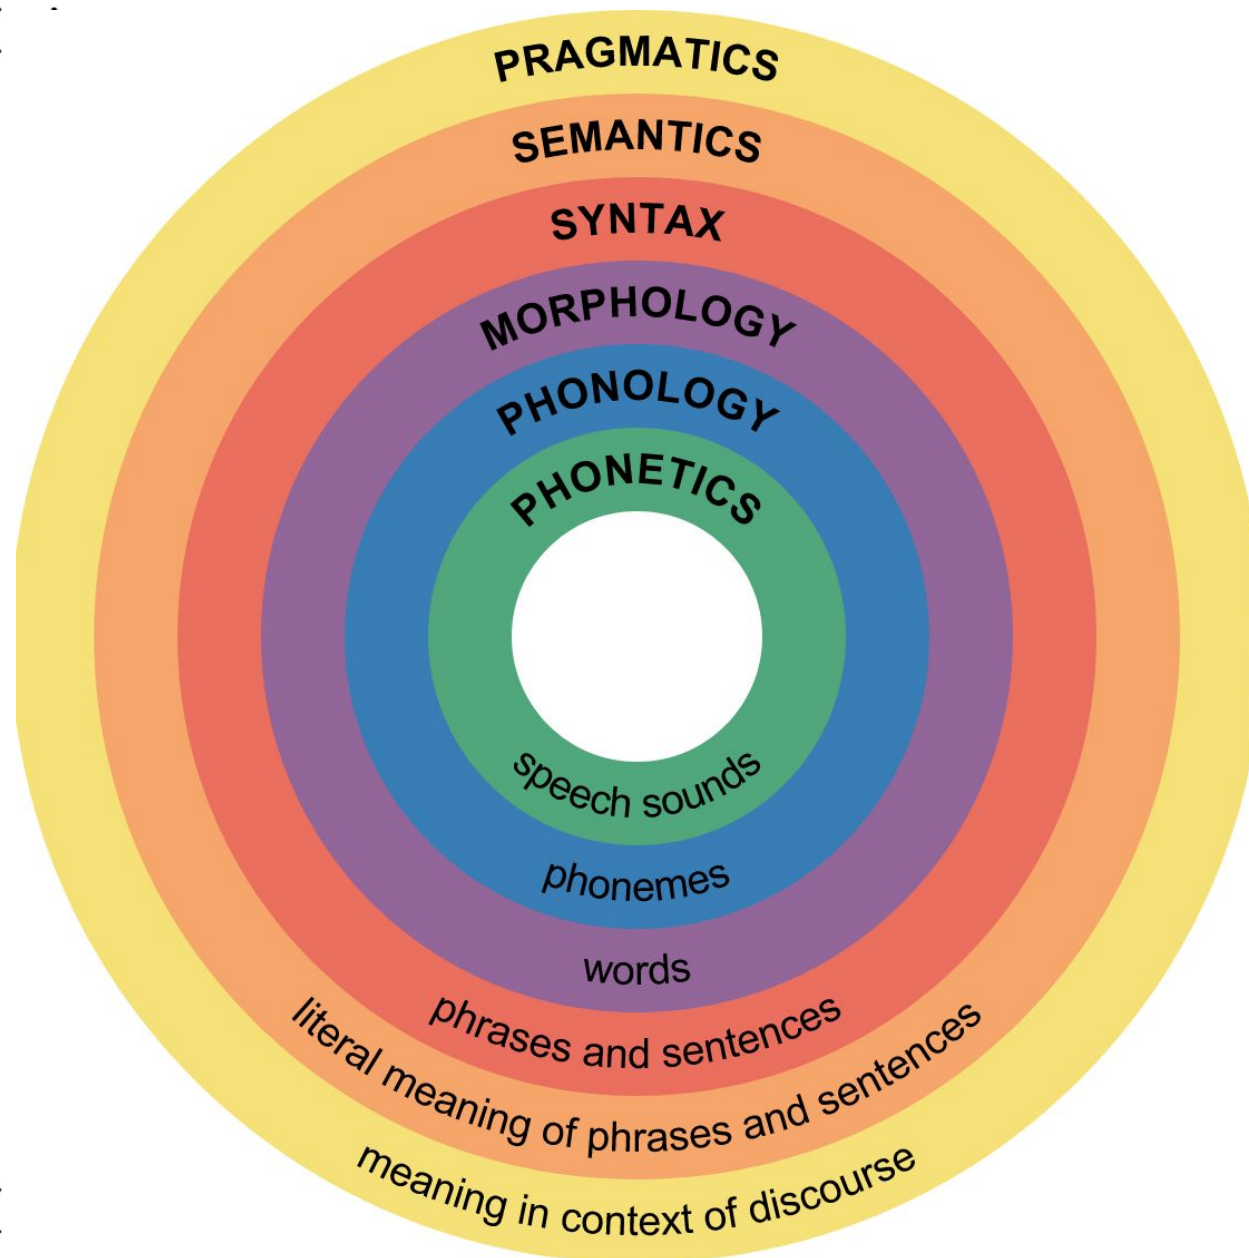 PRAGMATICS
SEMANTICS
SYNTAX
MORPHOLOGY
PHONOLOGY
PHONETICS
speech sounds
phonemes
words
phrases and sentences
literal meaning of phrases and sentences
meaning in context of discourse